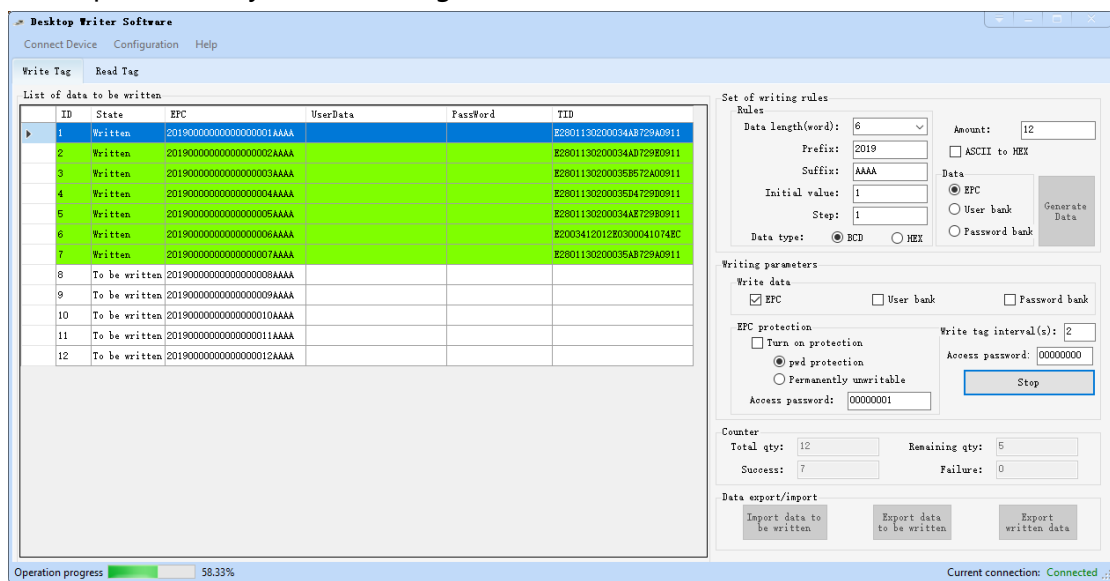 Desktop Writer Software
Connect Device Configuration Help
Write Tag Read Tag
List of data to be written
ID State EPC UserData PassWord TID
1 Written 20190000000000000001AAAA E2801130200034AB729A0911
2 Written 20190000000000000002AAAA E2801130200034AD729E0911
3 Written 20190000000000000003AAAA E2801130200035B572A00911
4 Written 20190000000000000004AAAA E2801130200035D4729D0911
5 Written 20190000000000000005AAAA E2801130200034AE729B0911
6 Written 20190000000000000006AAAA E2003412012E0300041074EC
7 Written 20190000000000000007AAAA E2801130200035AB729A0911
8 To be written 20190000000000000008AAAA
9 To be written 20190000000000000009AAAA
10 To be written 20190000000000000010AAAA
11 To be written 20190000000000000011AAAA
12 To be written 20190000000000000012AAAA
Set of writing rules
Rules
Data length(word): 6
Prefix: 2019
Suffix: AAAA
Initial value: 1
Step: 1
Data type: BCD HEX
Amount: 12
ASCII to HEX
Data
EPC
User bank
Password bank
Generate
Data
Writing parameters
Write data
EPC User bank Password bank
EPC protection
Turn on protection
pwd protection
Permanently unwritable
Access password: 00000001
Write tag interval(s): 2
Access password: 00000000
Stop
Counter
Total qty: 12 Remaining qty: 5
Success: 7 Failure: 0
Data export/import
Import data to
be written
Export data
to be written
Export
written data
Operation progress 58.33% Current connection: Connected